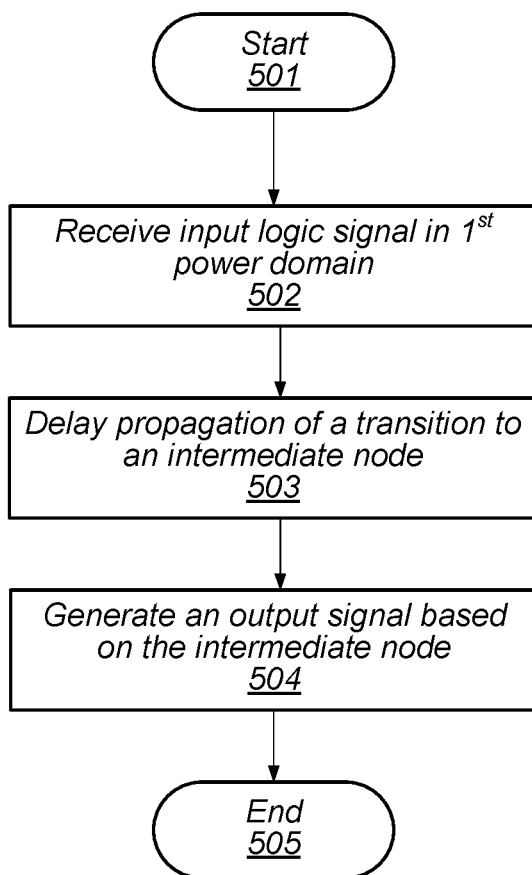 Start
501
Receive input logic signal in 1st
power domain
502
Delay propagation of a transition to
an intermediate node
503
Generate an output signal based
on the intermediate node
504
End
505